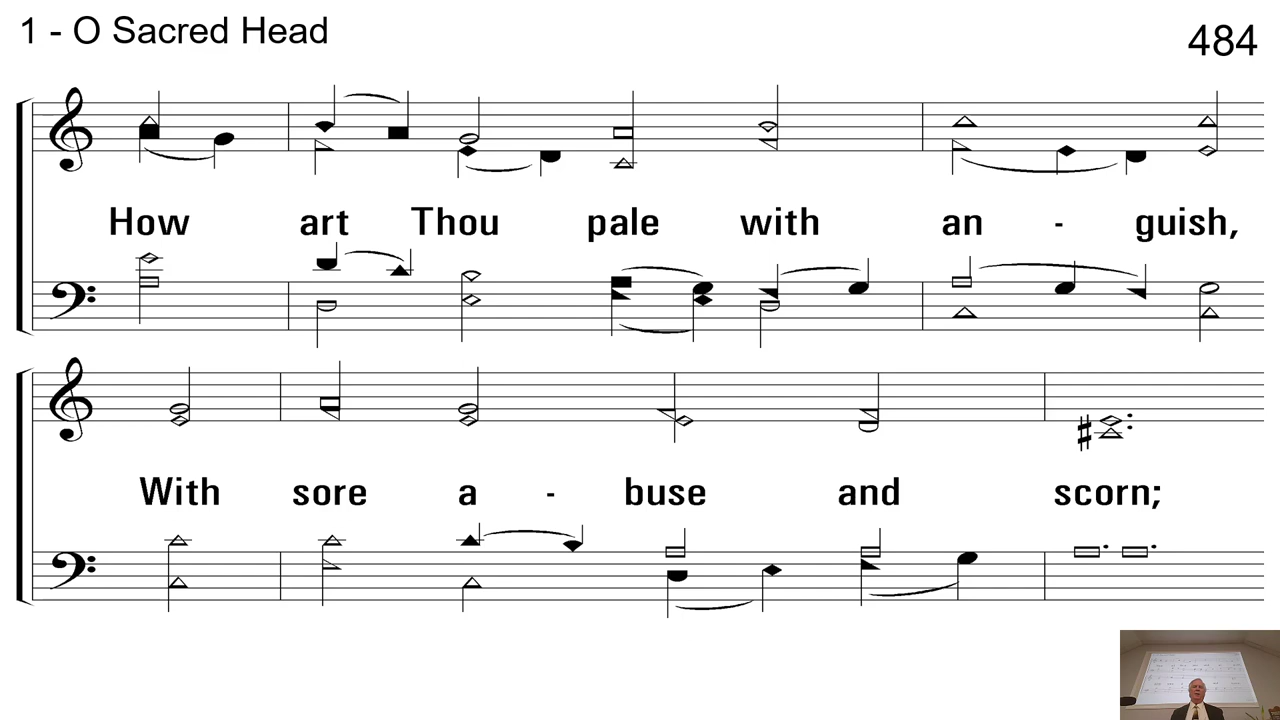 1 - O Sacred Head
484
How art Thou pale with an - guish,
With sore a - buse and scorn;